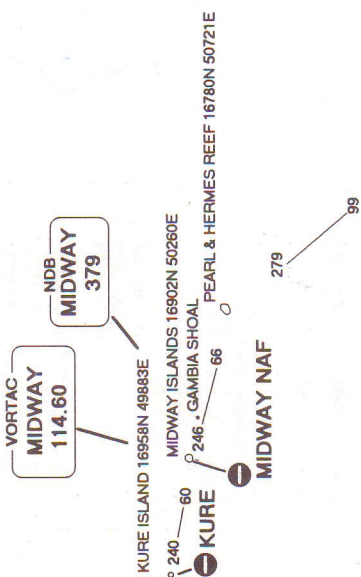 VORTAC
MIDWAY
114.60
NDB
MIDWAY
379
KURE ISLAND 16958N 49883E
MIDWAY ISLANDS 16902N 50260E
GAMBIA SHOAL
PEARL & HERMES REEF 16780N 50721E
240
60
KURE
246
66
MIDWAY NAF
279
99